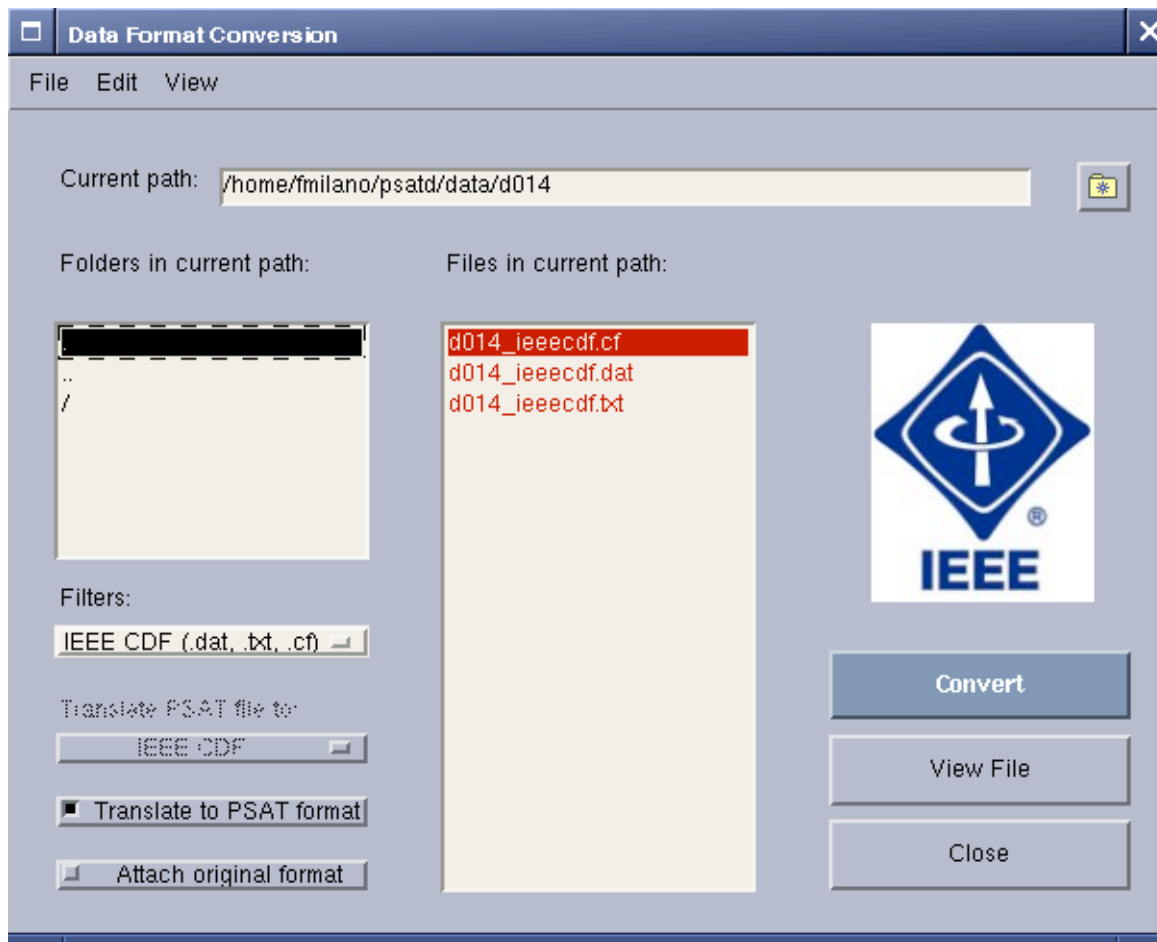 Data Format Conversion
File Edit View
Current path: /home/fmilano/psatd/data/d014
Folders in current path:
Files in current path:
.
..
/
d014_ieeecdf.cf
d014_ieeecdf.dat
d014_ieeecdf.txt
®
IEEE
Filters:
IEEE CDF (.dat, .txt, .cf)
Translate PSAT file to:
IEEE CDF
Translate to PSAT format
Attach original format
Convert
View File
Close